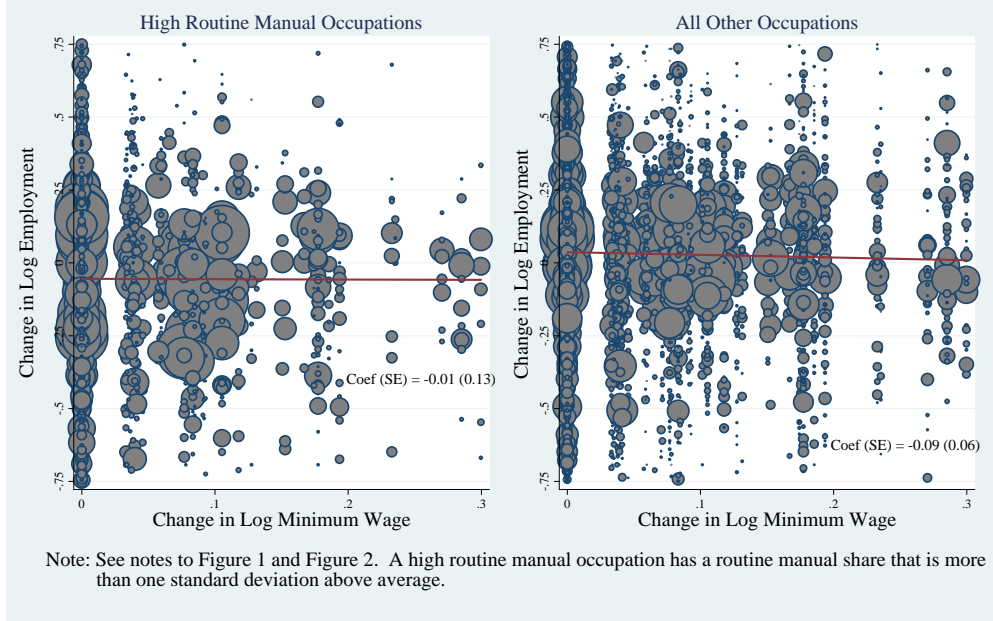 High Routine Manual Occupations
Change in Log Employment
.75
.5
.25
0
-.25
-.5
-.75
Coef (SE) = -0.01 (0.13)
0
.1
.2
.3
Change in Log Minimum Wage
All Other Occupations
Change in Log Employment
.75
.5
.25
0
-.25
-.5
-.75
Coef (SE) = -0.09 (0.06)
0
.1
.2
.3
Change in Log Minimum Wage
Note: See notes to Figure 1 and Figure 2. A high routine manual occupation has a routine manual share that is more
than one standard deviation above average.